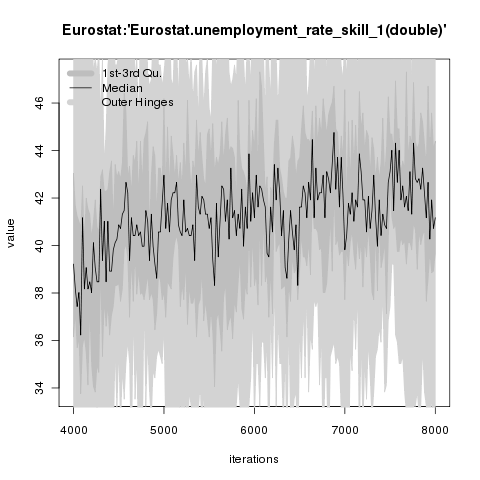 Eurostat:'Eurostat.unemployment_rate_skill_1(double)'
1st-3rd Qu.
Median
Outer Hinges
value
46
44
42
40
38
36
34
4000 5000 6000 7000 8000
iterations